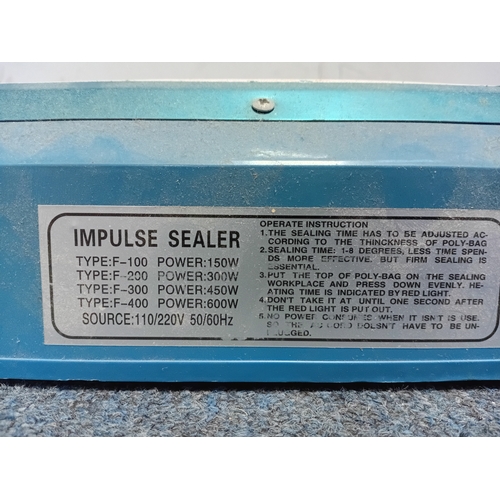 IMPULSE SEALER
TYPE:F-100 POWER:150W
TYPE:F-200 POWER:300W
TYPE:F-300 POWER:450W
TYPE:F-400 POWER:600W
SOURCE:110/220V 50/60Hz
OPERATE INSTRUCTION
1.THE SEALING TIME HAS TO BE ADJUSTED AC-
CORDING TO THE THINCKNESS OF POLY-BAG
2.SEALING TIME: 1-8 DEGREES, LESS TIME SPEN-
DS MORE EFFECTIVE. BUT FIRM SEALING IS
ESSENTIAL.
3.PUT THE TOP OF POLY-BAG ON THE SEALING
WORKPLACE AND PRESS DOWN EVENLY. HE-
ATING TIME IS INDICATED BY RED LIGHT.
4.DON'T TAKE IT AT UNTIL ONE SECOND AFTER
THE RED LIGHT IS PUT OUT.
5.NO POWER CONSUMES WHEN IT ISN'T IS USE.
SO THE CORD DOESN'T HAVE TO BE UN-
PLUGGED.